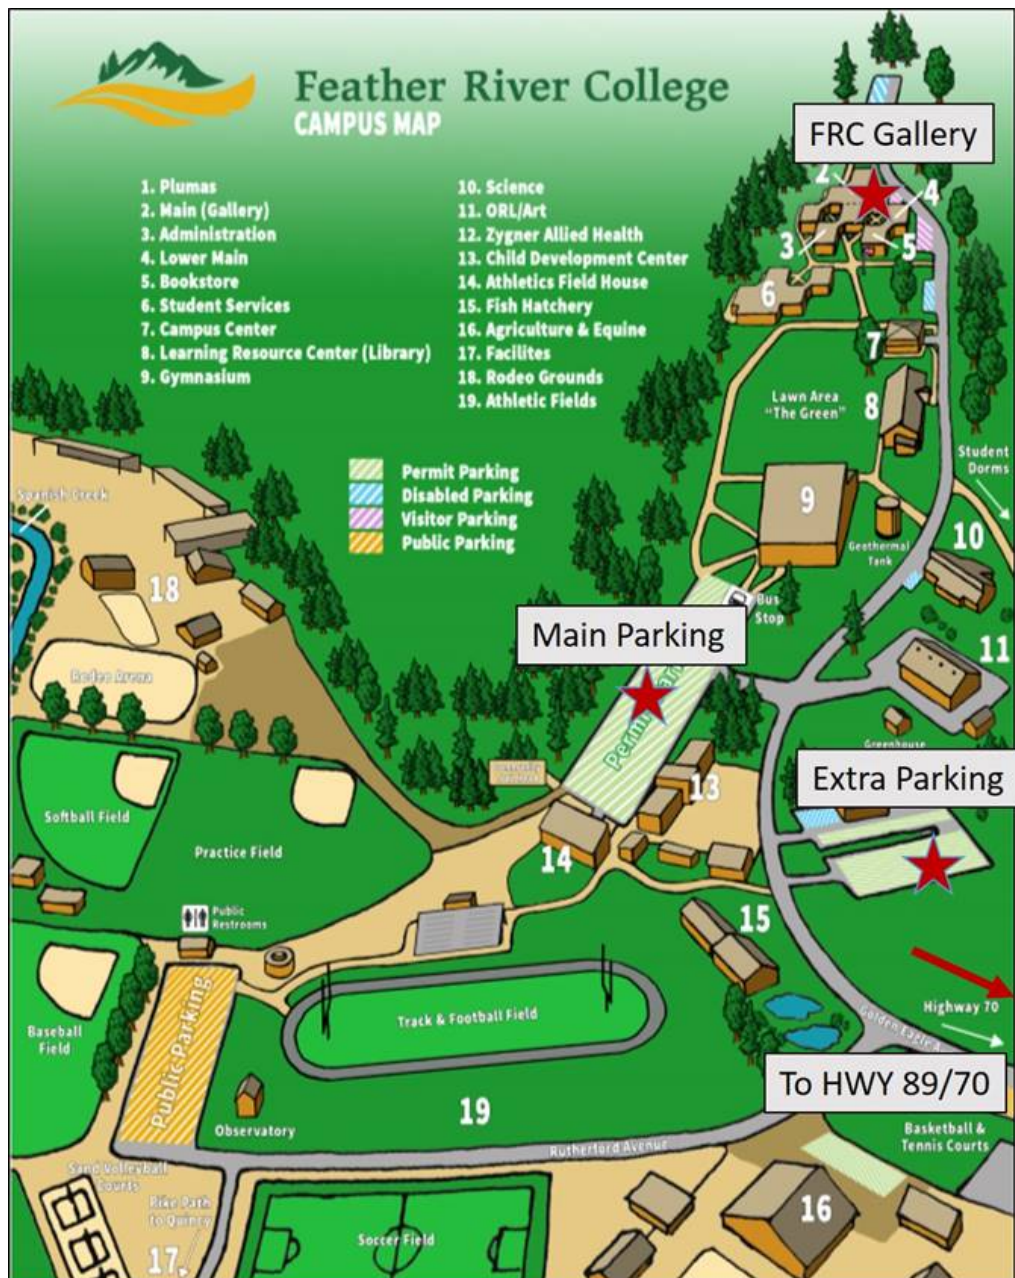 Feather River College
CAMPUS MAP
FRC Gallery
1. Plumas
2. Main (Gallery)
3. Administration
4. Lower Main
5. Bookstore
6. Student Services
7. Campus Center
8. Learning Resource Center (Library)
9. Gymnasium
10. Science
11. ORL/Art
12. Zygner Allied Health
13. Child Development Center
14. Athletics Field House
15. Fish Hatchery
16. Agriculture & Equine
17. Facilites
18. Rodeo Grounds
19. Athletic Fields
2
4
3
5
6
7
Lawn Area
"The Green"
8
Permit Parking
Disabled Parking
Visitor Parking
Public Parking
Student
Dorms
Spanish Creek
9
10
Geothermal
Tank
18
Bus
Stop
Main Parking
11
Rodeo Arena
Greenhouse
Extra Parking
13
Softball Field
Practice Field
14
Public
Restrooms
15
Public Parking
Track & Football Field
Highway 70
Golden Eagle A
Baseball
Field
To HWY 89/70
19
Observatory
Basketball &
Tennis Courts
Rutherford Avenue
Sand Volleyball
Courts
Bike Path
to Quincy
16
Soccer Field
17